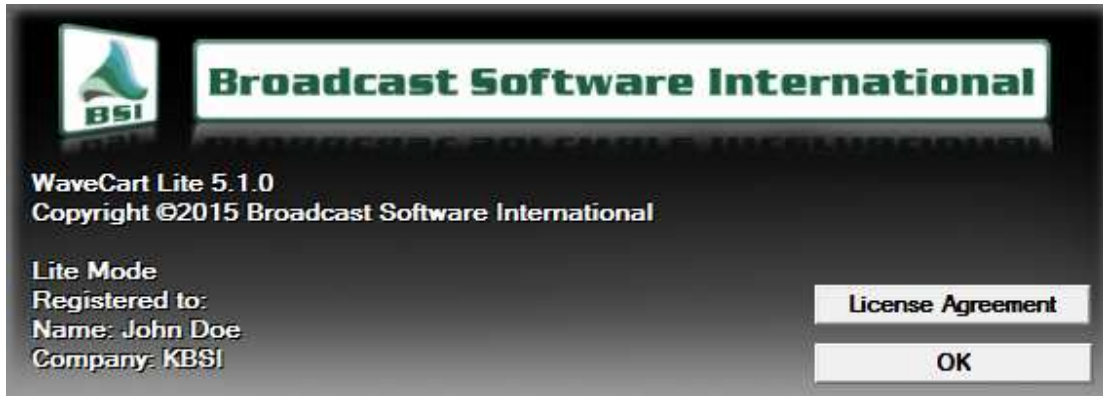 BSI
Broadcast Software International
WaveCart Lite 5.1.0
Copyright ©2015 Broadcast Software International
Lite Mode
Registered to:
Name: John Doe
Company: KBSI
License Agreement
OK